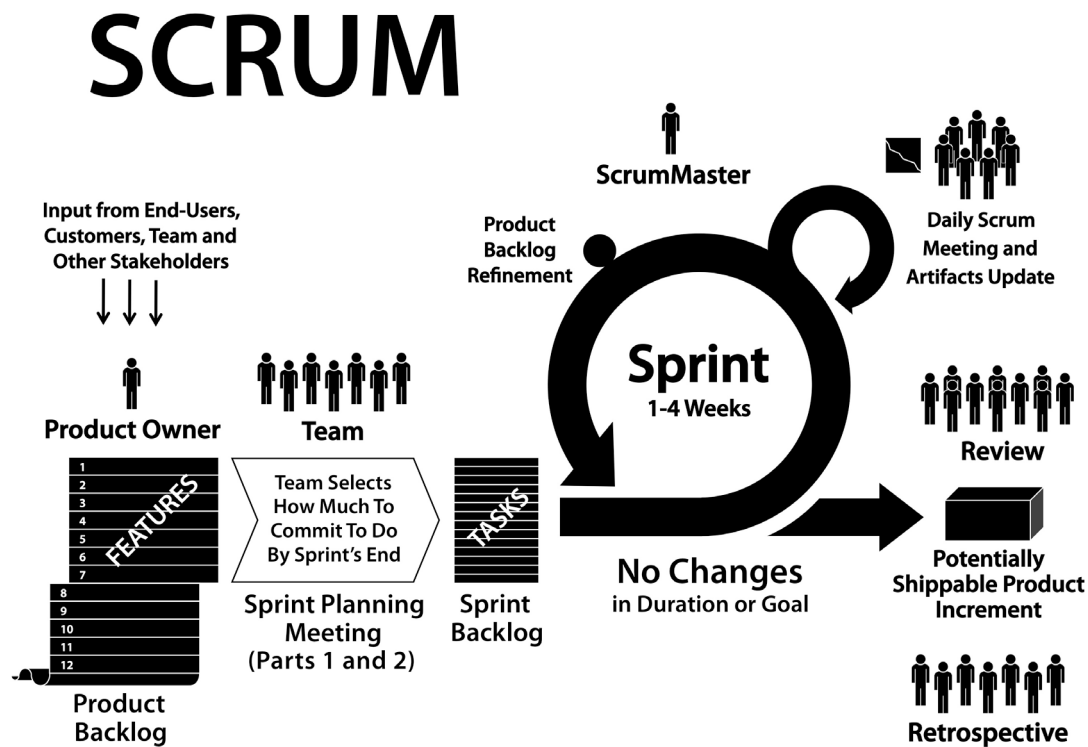 SCRUM
Input from End-Users,
Customers, Team and
Other Stakeholders
Product Owner
Team
1
2
3
4
5
6
7
FEATURES
8
9
10
11
12
Product
Backlog
Team Selects
How Much To
Commit To Do
By Sprint's End
Sprint Planning
Meeting
(Parts 1 and 2)
TASKS
Sprint
Backlog
ScrumMaster
Product
Backlog
Refinement
Sprint
1-4 Weeks
No Changes
in Duration or Goal
Daily Scrum
Meeting and
Artifacts Update
Review
Potentially
Shippable Product
Increment
Retrospective